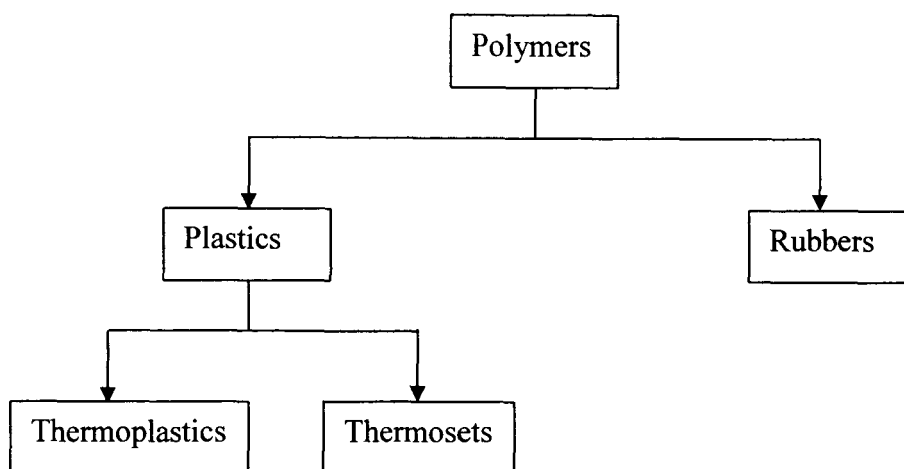 Polymers
Plastics
Rubbers
Thermoplastics
Thermosets